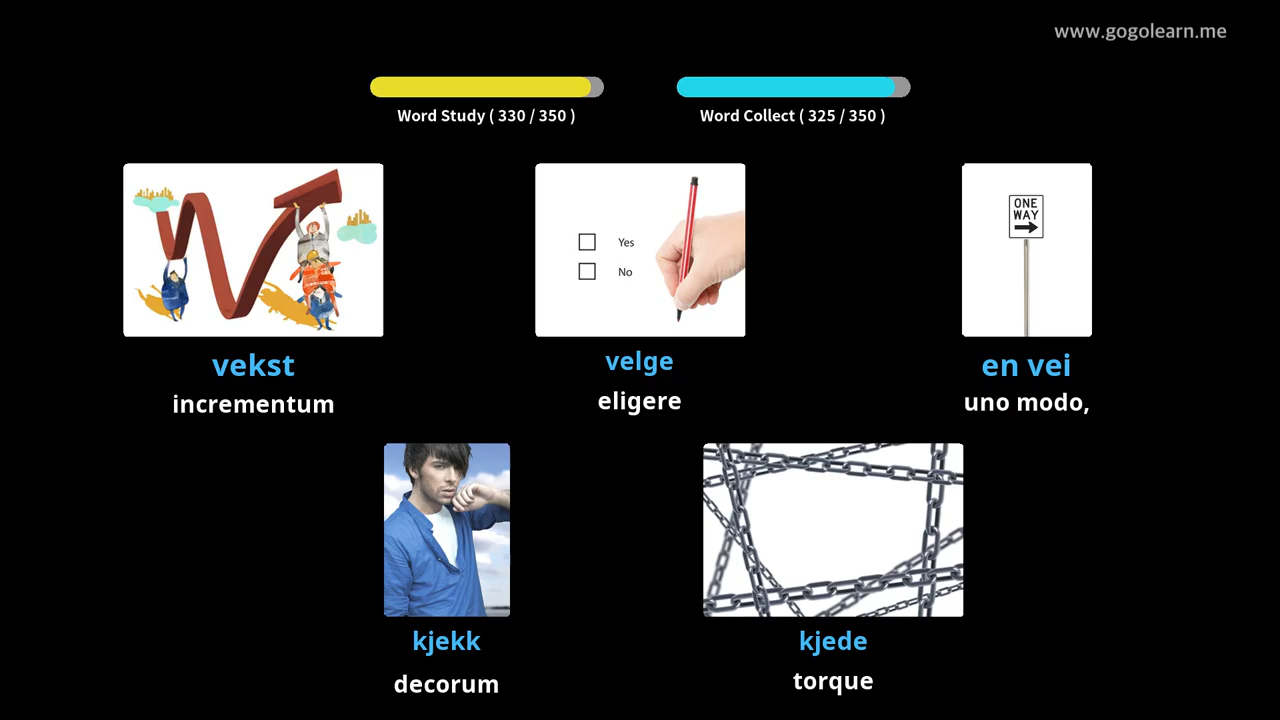 www.gogolearn.me
Word Study ( 330 / 350 )
Word Collect ( 325 / 350 )
Yes
No
ONE
WAY
vekst
incrementum
velge
eligere
en vei
uno modo,
kjekk
decorum
kjede
torque